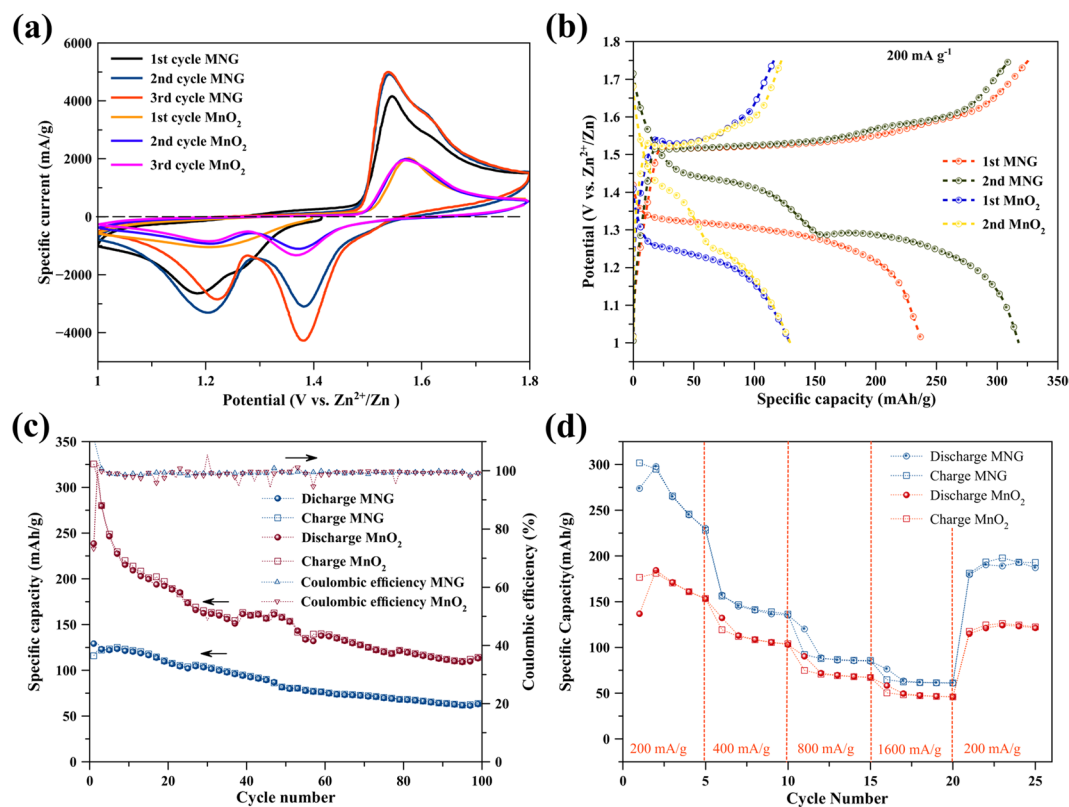 (a)
6000
4000
2000
0
−2000
−4000
Specific current (mA/g)
1st cycle MNG
2nd cycle MNG
3rd cycle MNG
1st cycle MnO₂
2nd cycle MnO₂
3rd cycle MnO₂
1 1.2 1.4 1.6 1.8
Potential (V vs. Zn²⁺/Zn )
(b)
1.8
1.7
1.6
1.5
1.4
1.3
1.2
1.1
1
Potential (V vs. Zn²⁺/Zn)
200 mA g⁻¹
1st MNG
2nd MNG
1st MnO₂
2nd MnO₂
0 50 100 150 200 250 300 350
Specific capacity (mAh/g)
(c)
350
300
250
200
150
100
50
0
Specific capacity (mAh/g)
Dicharge MNG
Charge MNG
Discharge MnO₂
Charge MnO₂
Coulombic efficiency MNG
Coulombic efficiency MnO₂
100
80
60
40
20
0
Coulombic efficiency (%)
0 20 40 60 80 100
Cycle number
(d)
300
250
200
150
100
50
0
Specific Capacity(mAh/g)
Discharge MNG
Charge MNG
Discharge MnO₂
Charge MnO₂
200 mA/g 400 mA/g 800 mA/g 1600 mA/g 200 mA/g
0 5 10 15 20 25
Cycle Number